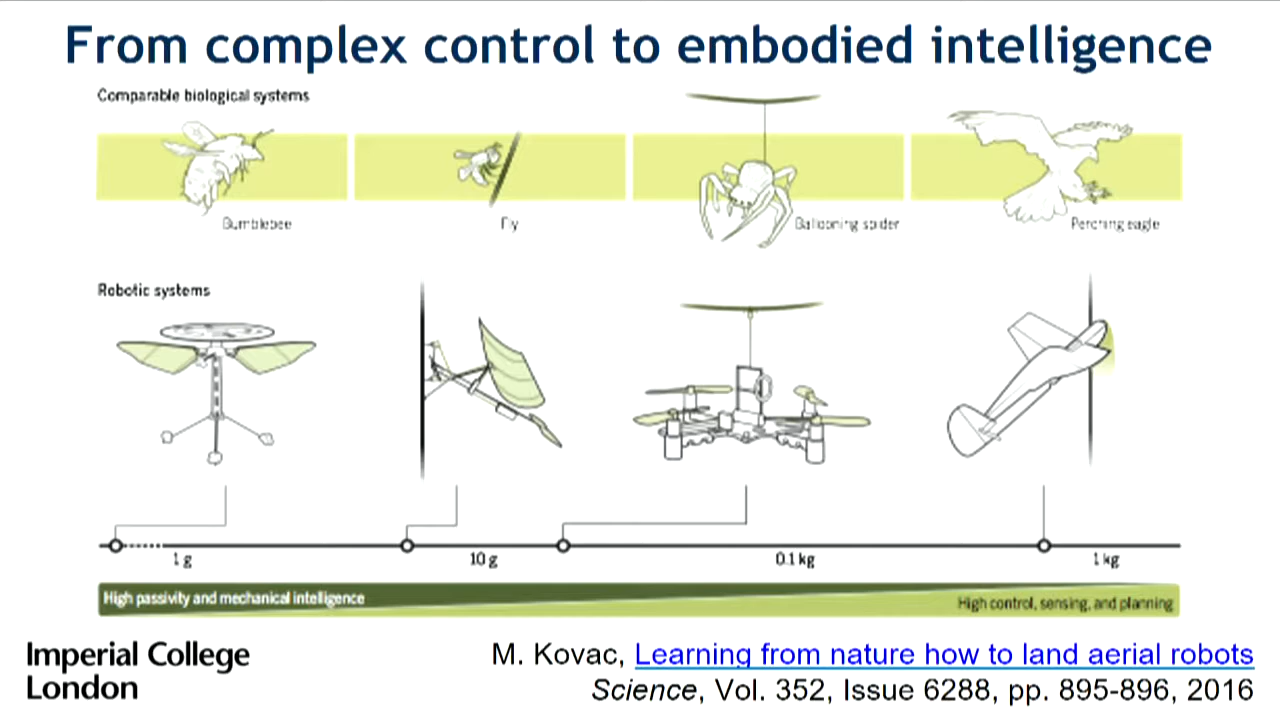 From complex control to embodied intelligence
Comparable biological systems
Bumblebee
Fly
Ballooning spider
Perching eagle
Robotic systems
1 g
10 g
0.1 kg
1 kg
High passivity and mechanical intelligence
High control, sensing, and planning
Imperial College
London
M. Kovac, Learning from nature how to land aerial robots
Science, Vol. 352, Issue 6288, pp. 895-896, 2016